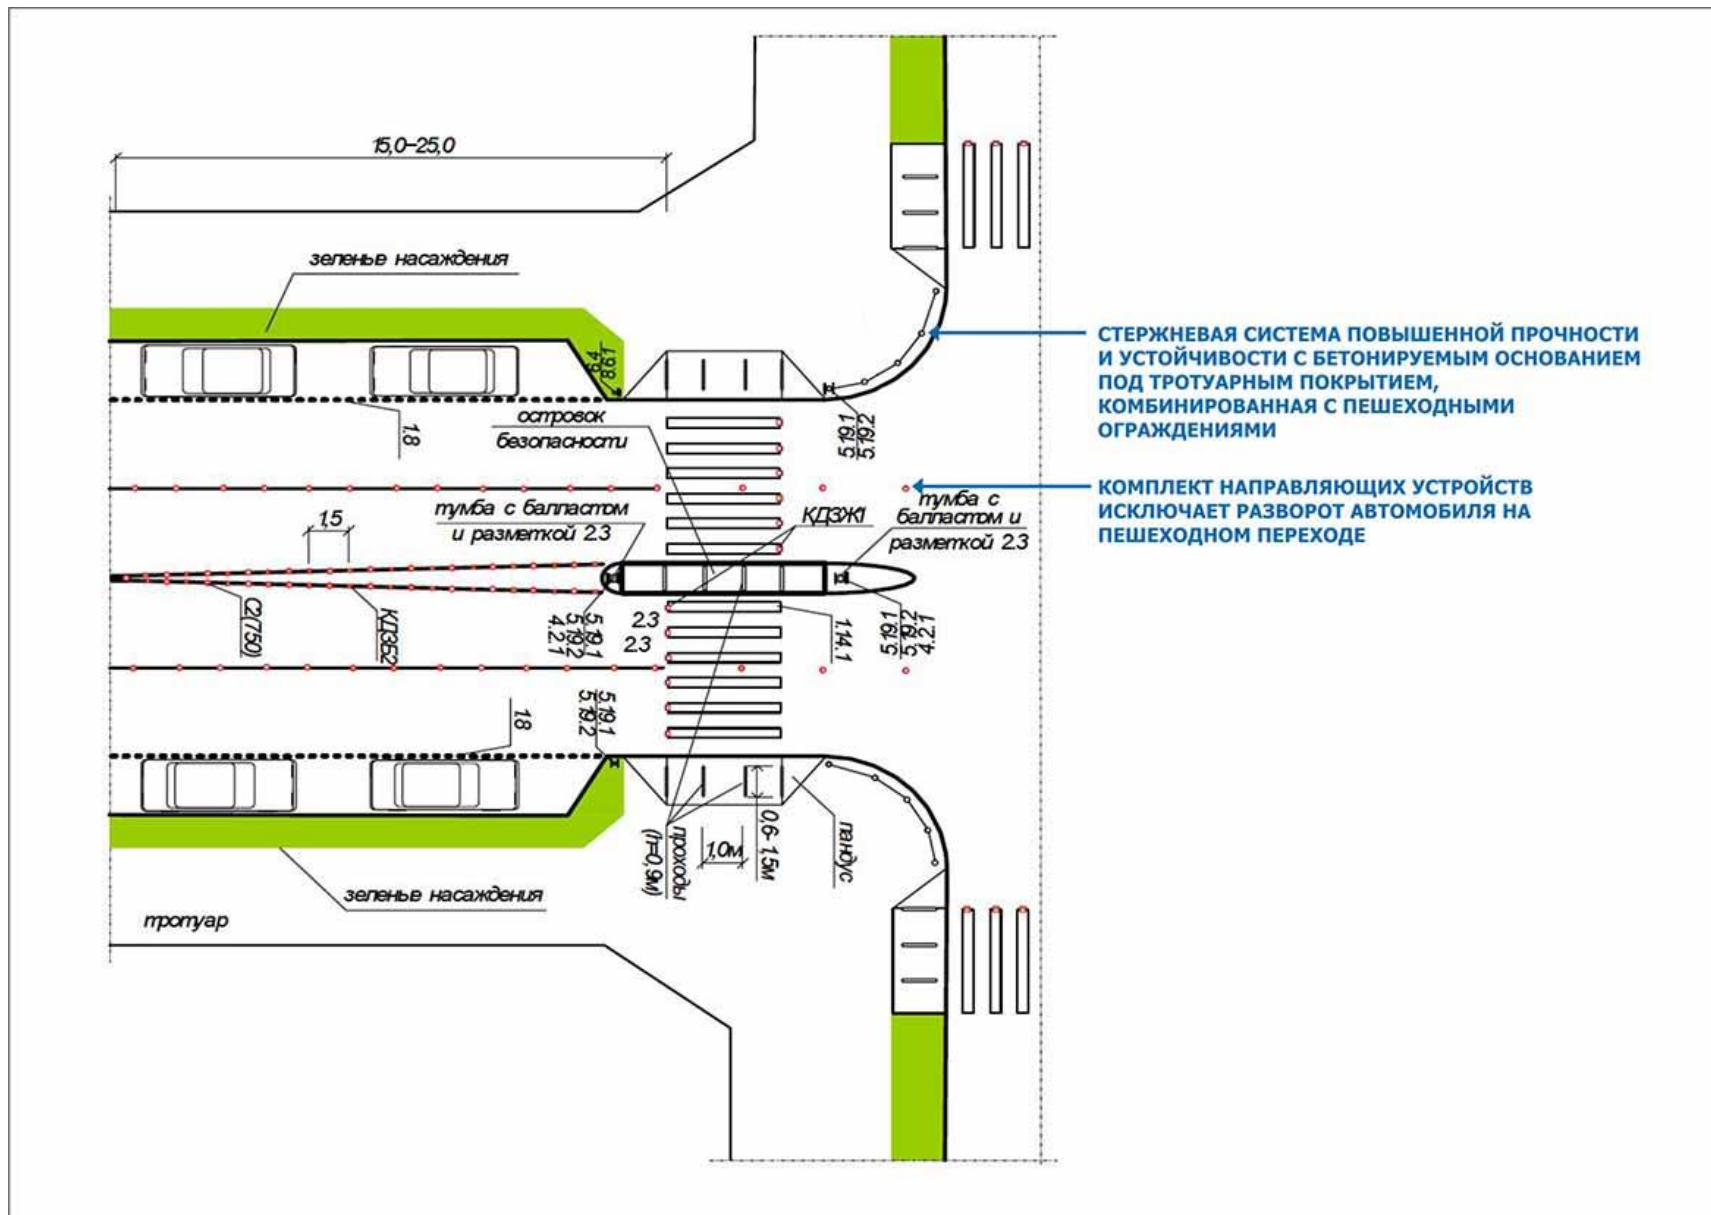 15,0-25,0
зеленые насаждения
6.4
8.6.1
1.8
островок
безопасности
5.19.1
5.19.2
СТЕРЖНЕВАЯ СИСТЕМА ПОВЫШЕННОЙ ПРОЧНОСТИ
И УСТОЙЧИВОСТИ С БЕТОНИРУЕМЫМ ОСНОВАНИЕМ
ПОД ТРОТУАРНЫМ ПОКРЫТИЕМ,
КОМБИНИРОВАННАЯ С ПЕШЕХОДНЫМИ
ОГРАЖДЕНИЯМИ
КОМПЛЕКТ НАПРАВЛЯЮЩИХ УСТРОЙСТВ
ИСКЛЮЧАЕТ РАЗВОРОТ АВТОМОБИЛЯ НА
ПЕШЕХОДНОМ ПЕРЕХОДЕ
1,5
тумба с балластом
и разметкой 2.3
КДЗЖ1
тумба с
балластом и
разметкой 2.3
С2(750)
КДЗБ2
5.19.1
5.19.2
4.2.1
2.3
2.3
1.14.1
5.19.1
5.19.2
4.2.1
1.8
5.19.1
5.19.2
проходы
(h=0,9м)
1,0м
0,6-1,5м
пандус
зеленые насаждения
тротуар